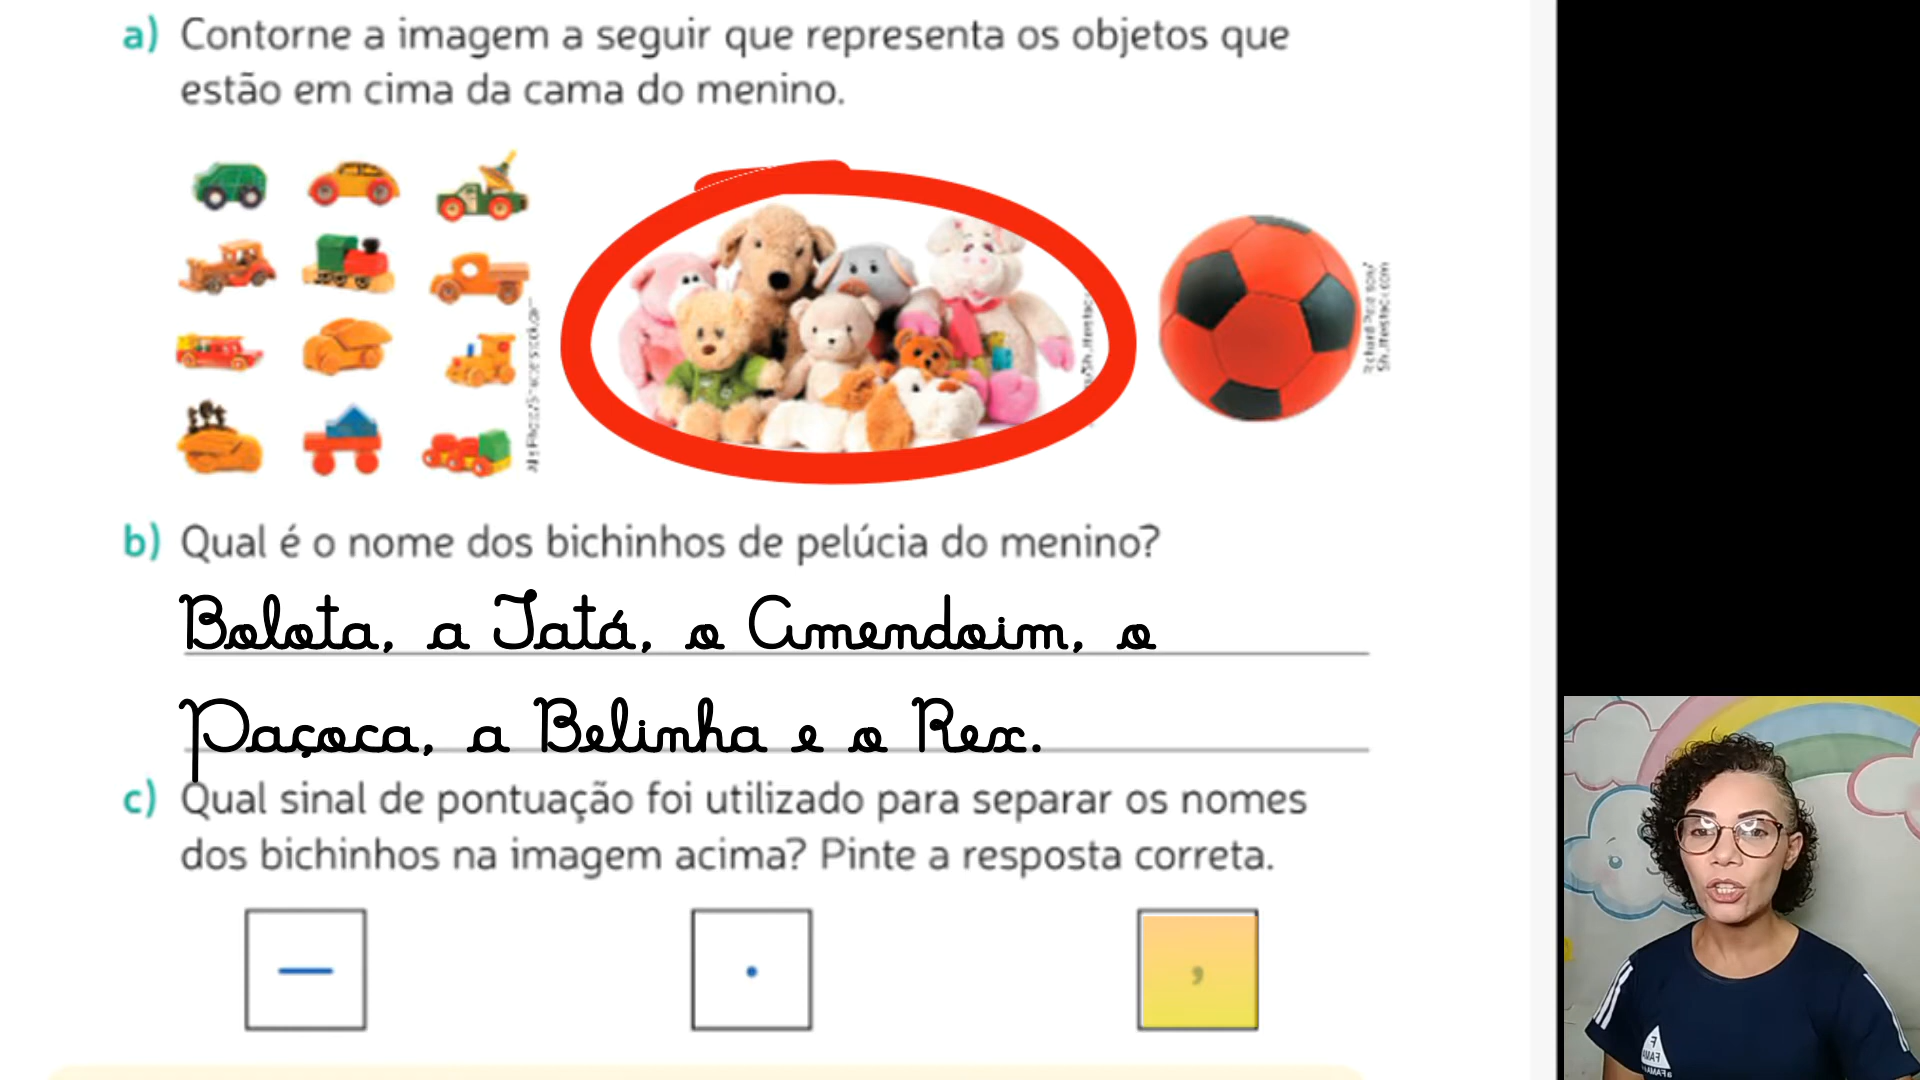 a) Contorne a imagem a seguir que representa os objetos que
estão em cima da cama do menino.
b) Qual é o nome dos bichinhos de pelúcia do menino?
Bolota, a Tatá, o Amendoim, o
Paçoca, a Belinha e o Rex.
c) Qual sinal de pontuação foi utilizado para separar os nomes
dos bichinhos na imagem acima? Pinte a resposta correta.
—
.
,